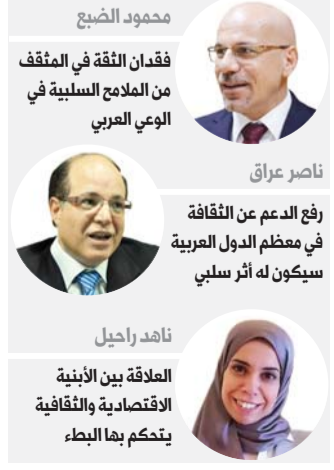 محمود الضبع
فقدان الثقة في المثقف
من الملامح السلبية في
الوعي العربي
ناصر عراق
رفع الدعم عن الثقافة
في معظم الدول العربية
سيكون له أثر سلبي
ناهد راحيل
العلاقة بين الأبنية
الاقتصادية والثقافية
يتحكم بها البطء